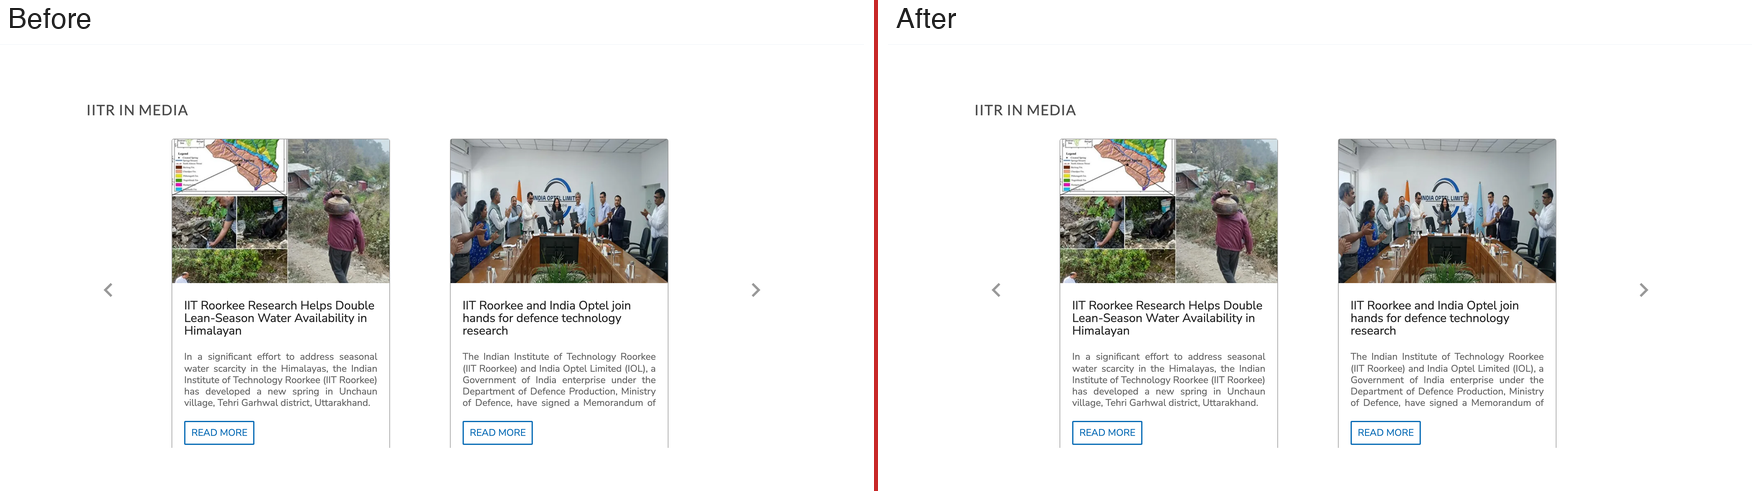 Before
IITR IN MEDIA
Legend
INDIA OPTEL LIMITED
IIT Roorkee Research Helps Double
Lean-Season Water Availability in
Himalayan
In a significant effort to address seasonal
water scarcity in the Himalayas, the Indian
Institute of Technology Roorkee (IIT Roorkee)
has developed a new spring in Unchaun
village, Tehri Garhwal district, Uttarakhand.
READ MORE
IIT Roorkee and India Optel join
hands for defence technology
research
The Indian Institute of Technology Roorkee
(IIT Roorkee) and India Optel Limited (IOL), a
Government of India enterprise under the
Department of Defence Production, Ministry
of Defence, have signed a Memorandum of
READ MORE
After
IITR IN MEDIA
Legend
INDIA OPTEL LIMITED
IIT Roorkee Research Helps Double
Lean-Season Water Availability in
Himalayan
In a significant effort to address seasonal
water scarcity in the Himalayas, the Indian
Institute of Technology Roorkee (IIT Roorkee)
has developed a new spring in Unchaun
village, Tehri Garhwal district, Uttarakhand.
READ MORE
IIT Roorkee and India Optel join
hands for defence technology
research
The Indian Institute of Technology Roorkee
(IIT Roorkee) and India Optel Limited (IOL), a
Government of India enterprise under the
Department of Defence Production, Ministry
of Defence, have signed a Memorandum of
READ MORE